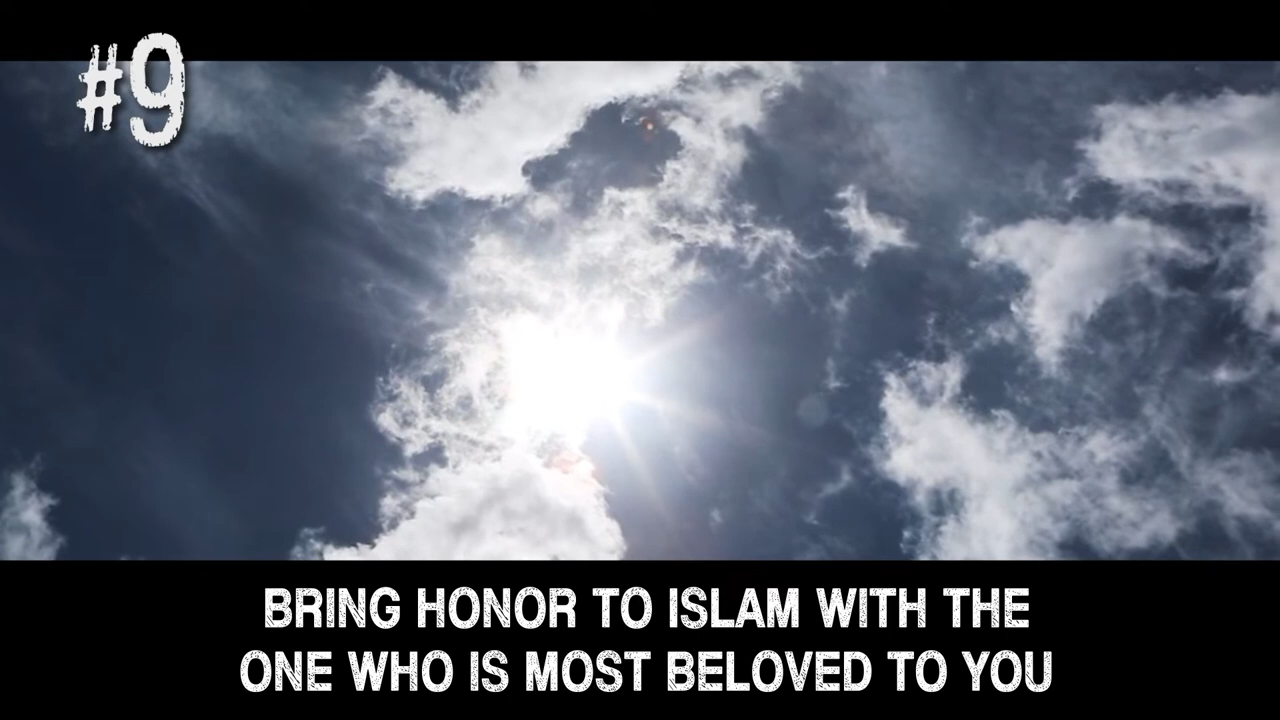 #9
BRING HONOR TO ISLAM WITH THE
ONE WHO IS MOST BELOVED TO YOU